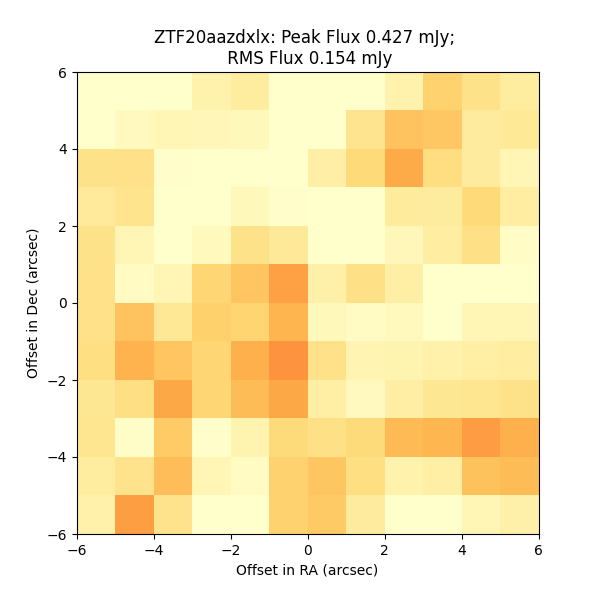 ZTF20aazdxlx: Peak Flux 0.427 mJy;
RMS Flux 0.154 mJy
6
4
2
0
−2
−4
−6
Offset in Dec (arcsec)
−6 −4 −2 0 2 4 6
Offset in RA (arcsec)